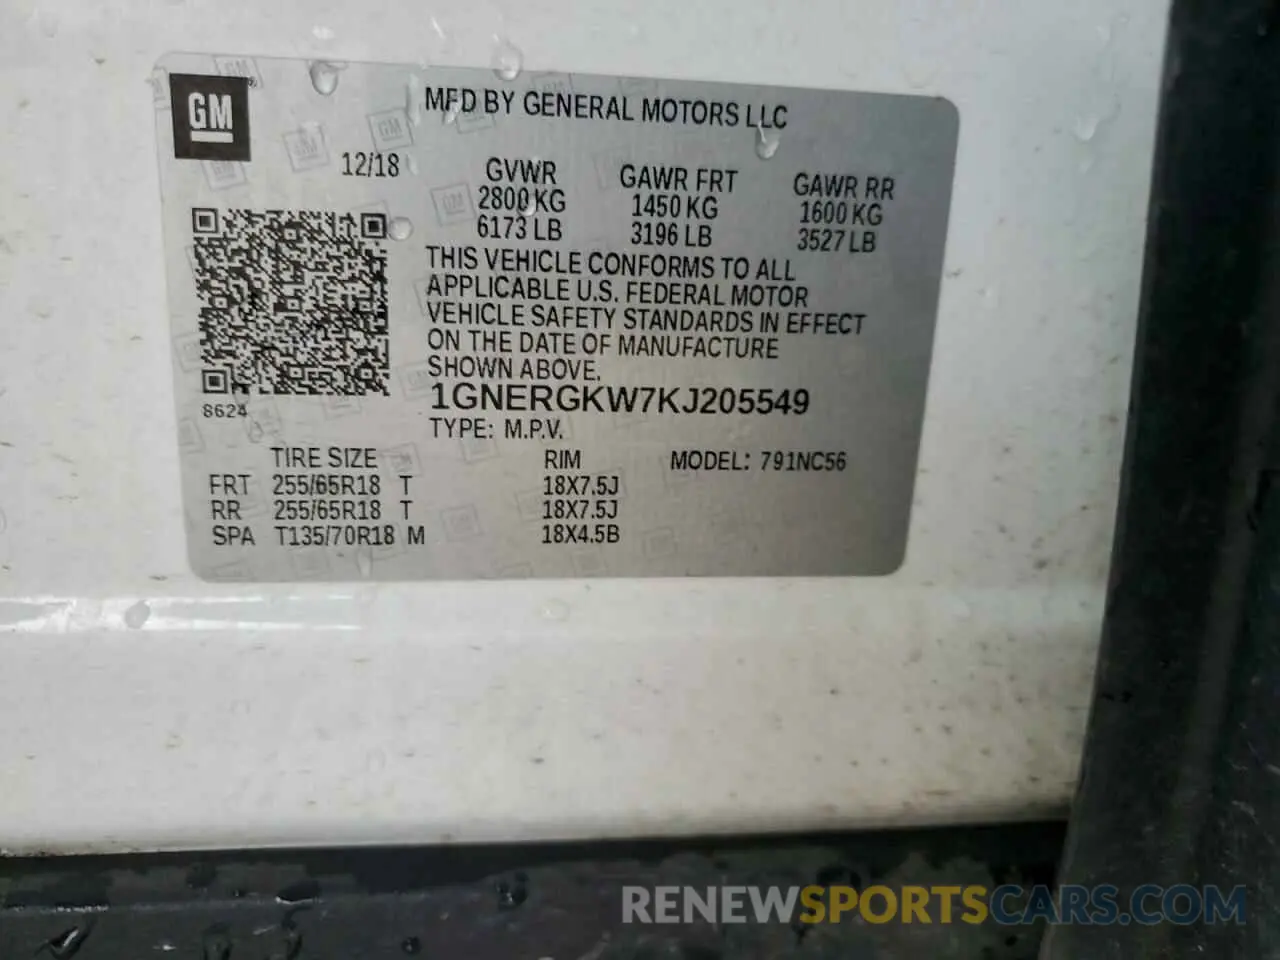 GM
MFD BY GENERAL MOTORS LLC
12/18
GVWR
2800 KG
6173 LB
GAWR FRT
1450 KG
3196 LB
GAWR RR
1600 KG
3527 LB
THIS VEHICLE CONFORMS TO ALL
APPLICABLE U.S. FEDERAL MOTOR
VEHICLE SAFETY STANDARDS IN EFFECT
ON THE DATE OF MANUFACTURE
SHOWN ABOVE.
8624
1GNERGKW7KJ205549
TYPE: M.P.V.
TIRE SIZE RIM MODEL: 791NC56
FRT 255/65R18 T 18X7.5J
RR 255/65R18 T 18X7.5J
SPA T135/70R18 M 18X4.5B
RENEWSPORTSCARS.COM